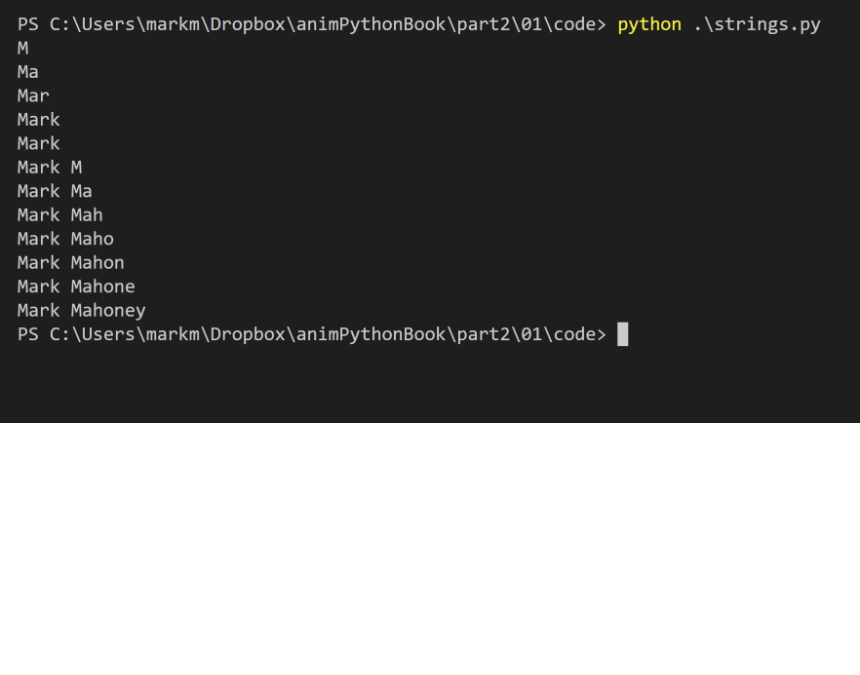 PS C:\Users\markm\Dropbox\animPythonBook\part2\01\code> python .\strings.py
M
Ma
Mar
Mark
Mark
Mark M
Mark Ma
Mark Mah
Mark Maho
Mark Mahon
Mark Mahone
Mark Mahoney
PS C:\Users\markm\Dropbox\animPythonBook\part2\01\code>